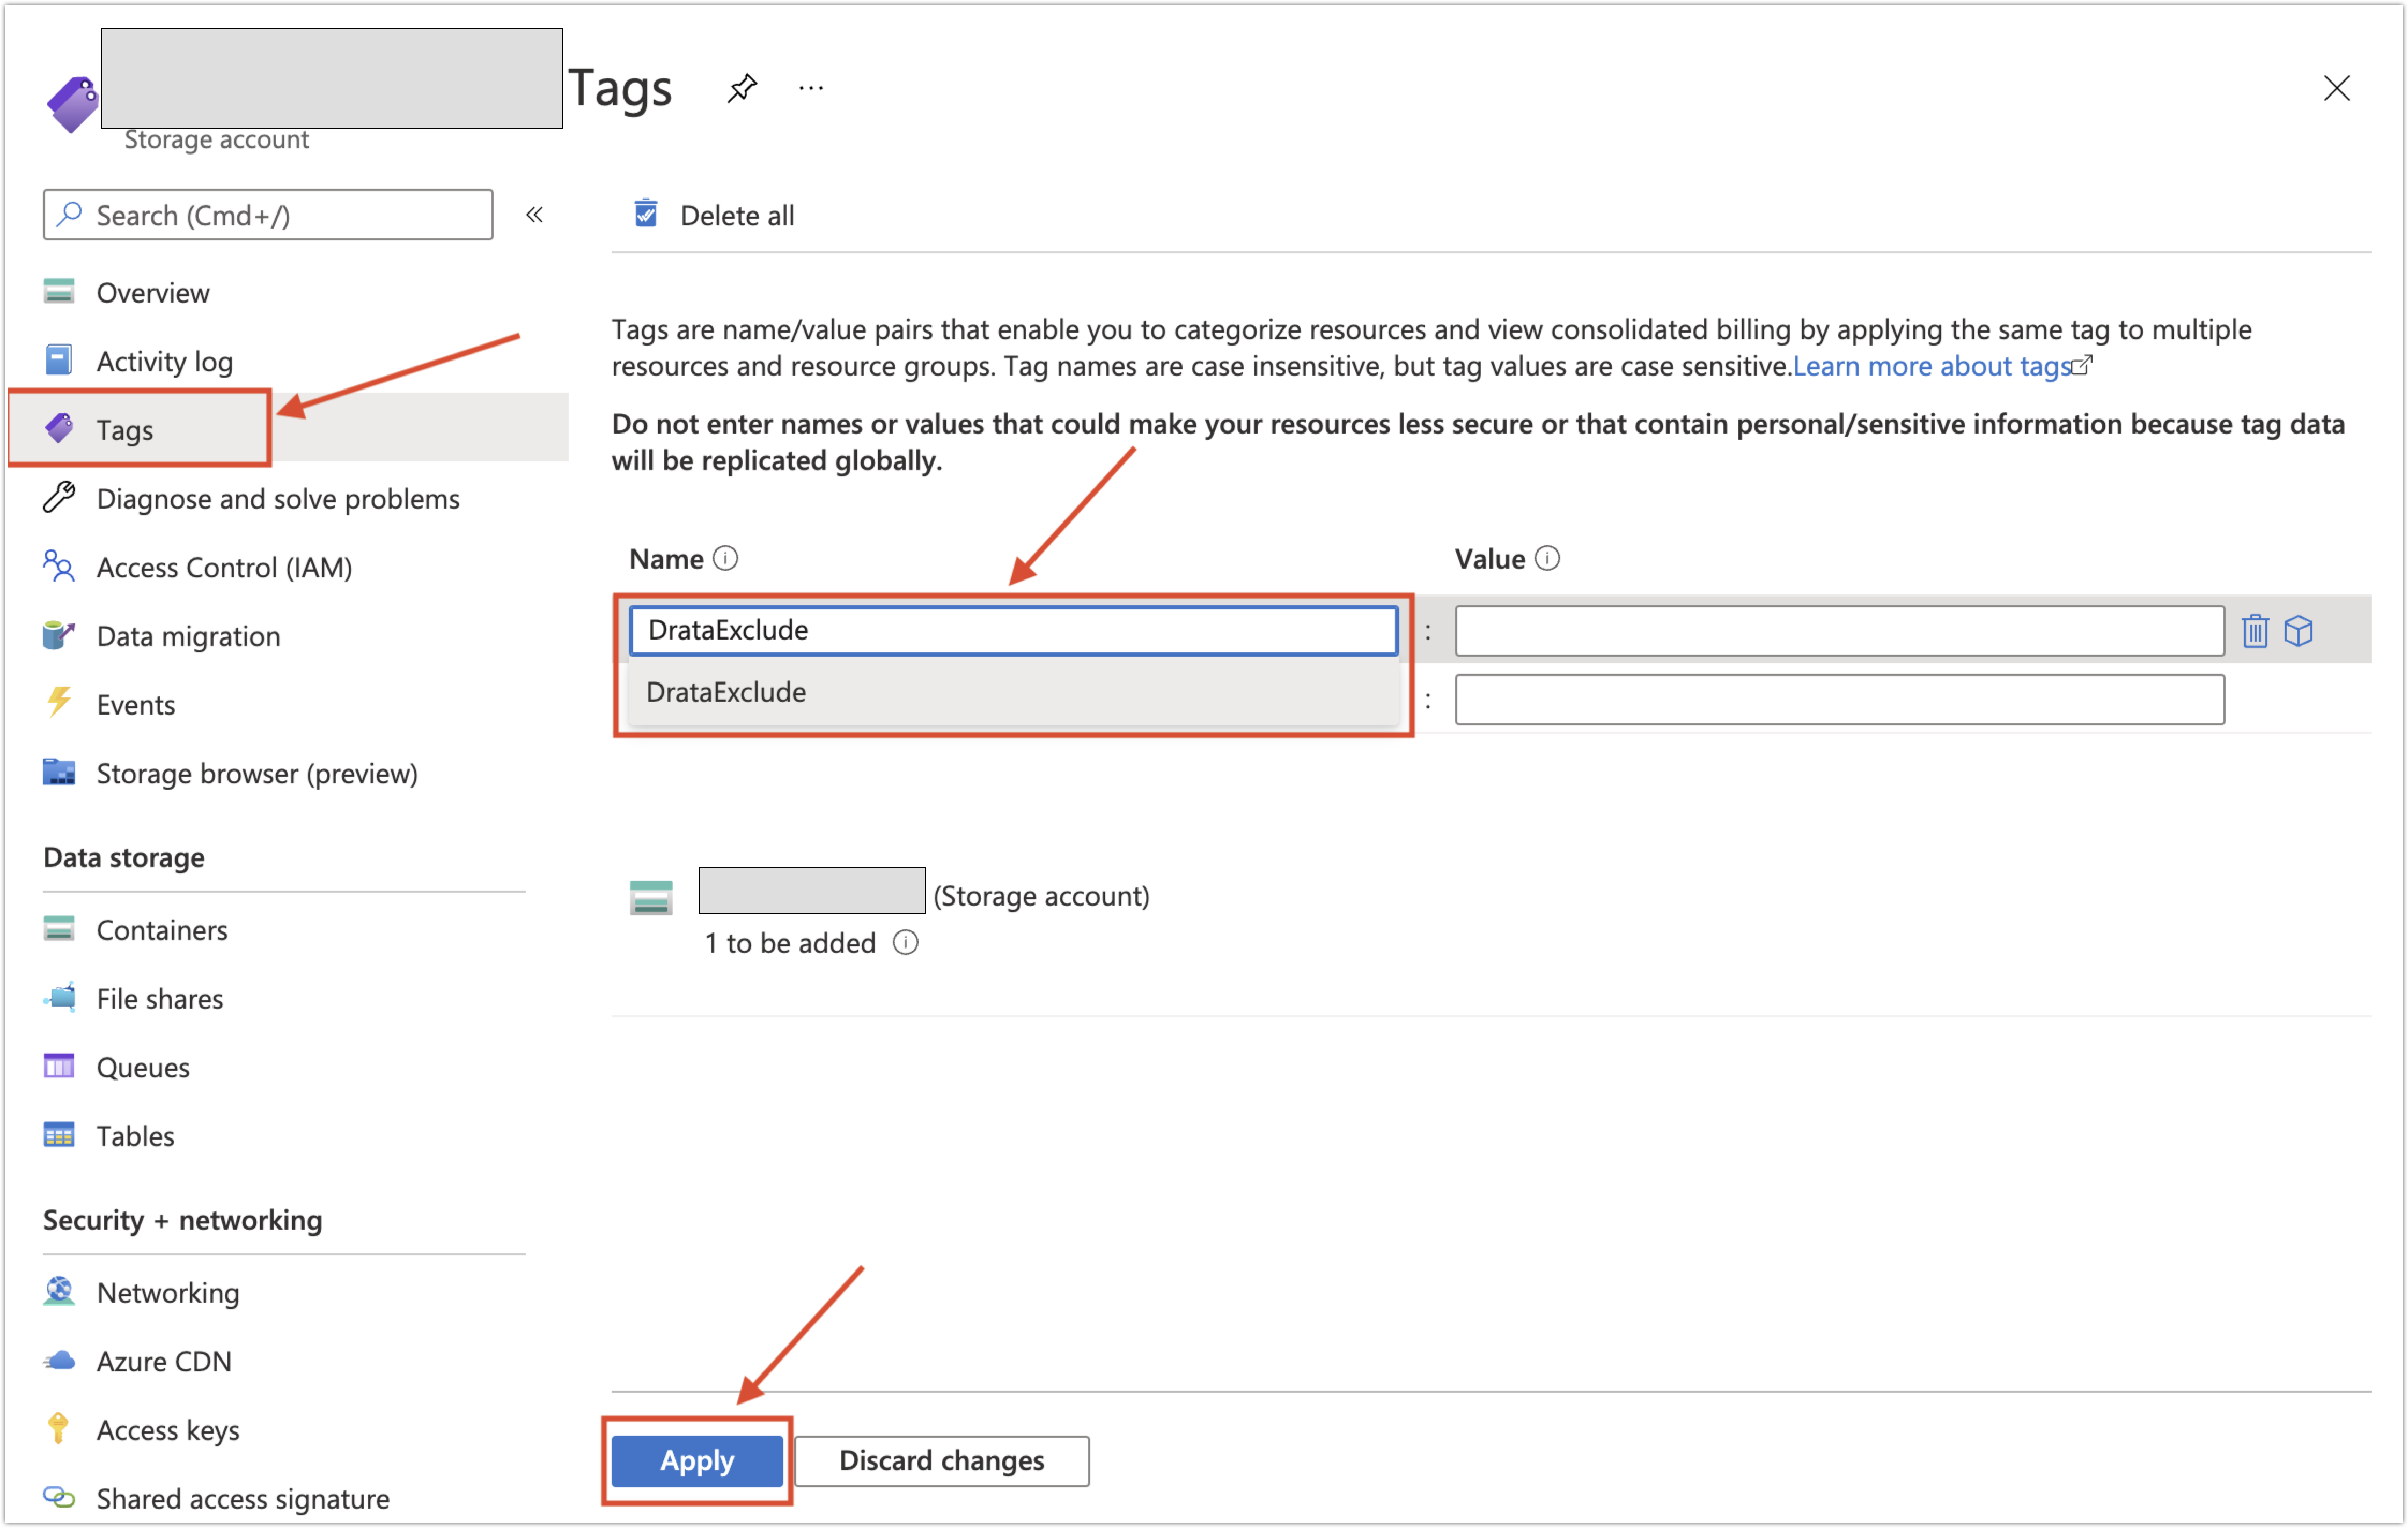 Tags
...
Storage account
Search (Cmd+/)
«
Delete all
Overview
Activity log
Tags
Diagnose and solve problems
Access Control (IAM)
Data migration
Events
Storage browser (preview)
Data storage
Containers
File shares
Queues
Tables
Security + networking
Networking
Azure CDN
Access keys
Shared access signature
Tags are name/value pairs that enable you to categorize resources and view consolidated billing by applying the same tag to multiple
resources and resource groups. Tag names are case insensitive, but tag values are case sensitive.Learn more about tags
Do not enter names or values that could make your resources less secure or that contain personal/sensitive information because tag data
will be replicated globally.
Name Value
DrataExclude :
DrataExclude :
(Storage account)
1 to be added
Apply Discard changes